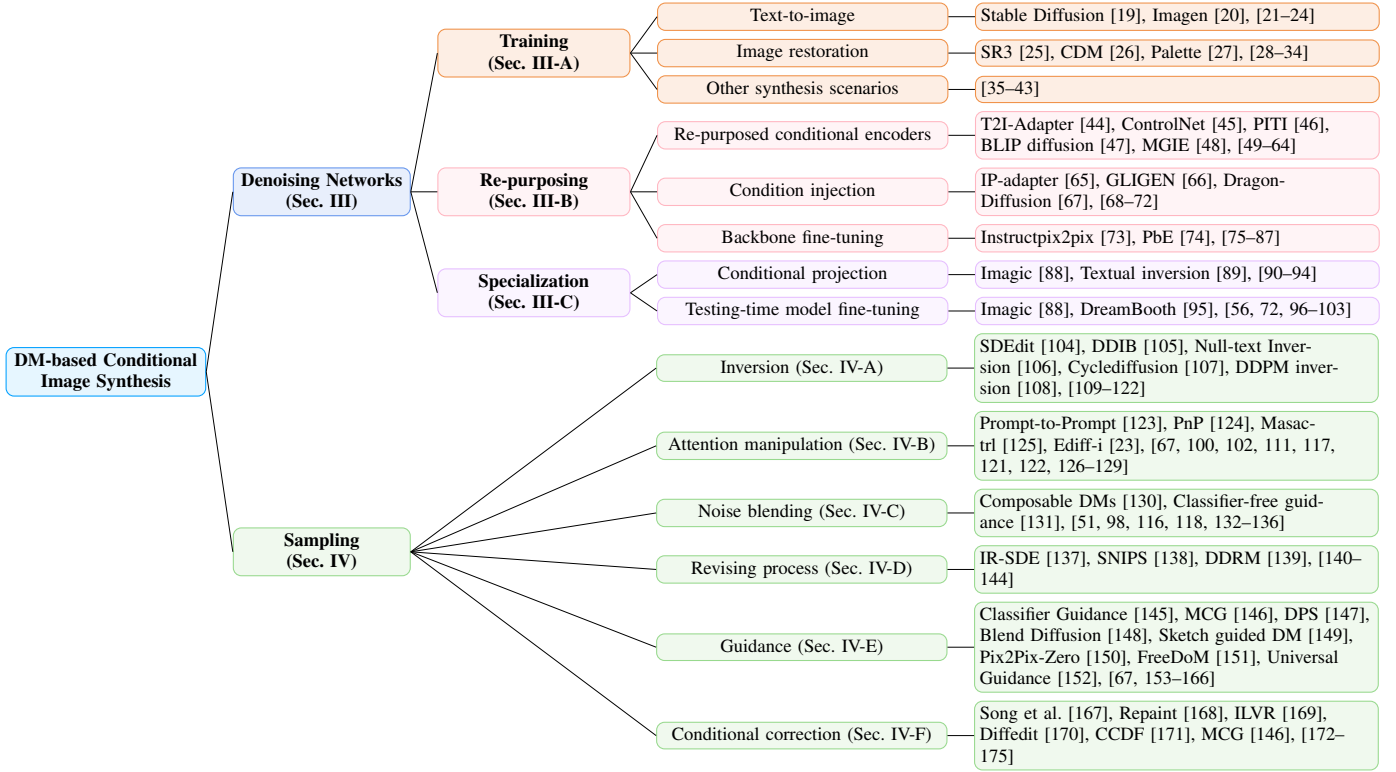 DM-based Conditional
Image Synthesis
Denoising Networks
(Sec. III)
Training
(Sec. III-A)
Text-to-image
Stable Diffusion [19], Imagen [20], [21–24]
Image restoration
SR3 [25], CDM [26], Palette [27], [28–34]
Other synthesis scenarios
[35–43]
Re-purposing
(Sec. III-B)
Re-purposed conditional encoders
T2I-Adapter [44], ControlNet [45], PITI [46],
BLIP diffusion [47], MGIE [48], [49–64]
Condition injection
IP-adapter [65], GLIGEN [66], Dragon-
Diffusion [67], [68–72]
Backbone fine-tuning
Instructpix2pix [73], PbE [74], [75–87]
Specialization
(Sec. III-C)
Conditional projection
Imagic [88], Textual inversion [89], [90–94]
Testing-time model fine-tuning
Imagic [88], DreamBooth [95], [56, 72, 96–103]
Sampling
(Sec. IV)
Inversion (Sec. IV-A)
SDEdit [104], DDIB [105], Null-text Inver-
sion [106], Cyclediffusion [107], DDPM inver-
sion [108], [109–122]
Attention manipulation (Sec. IV-B)
Prompt-to-Prompt [123], PnP [124], Masac-
trl [125], Ediff-i [23], [67, 100, 102, 111, 117,
121, 122, 126–129]
Noise blending (Sec. IV-C)
Composable DMs [130], Classifier-free guid-
ance [131], [51, 98, 116, 118, 132–136]
Revising process (Sec. IV-D)
IR-SDE [137], SNIPS [138], DDRM [139], [140–
144]
Guidance (Sec. IV-E)
Classifier Guidance [145], MCG [146], DPS [147],
Blend Diffusion [148], Sketch guided DM [149],
Pix2Pix-Zero [150], FreeDoM [151], Universal
Guidance [152], [67, 153–166]
Conditional correction (Sec. IV-F)
Song et al. [167], Repaint [168], ILVR [169],
Diffedit [170], CCDF [171], MCG [146], [172–
175]